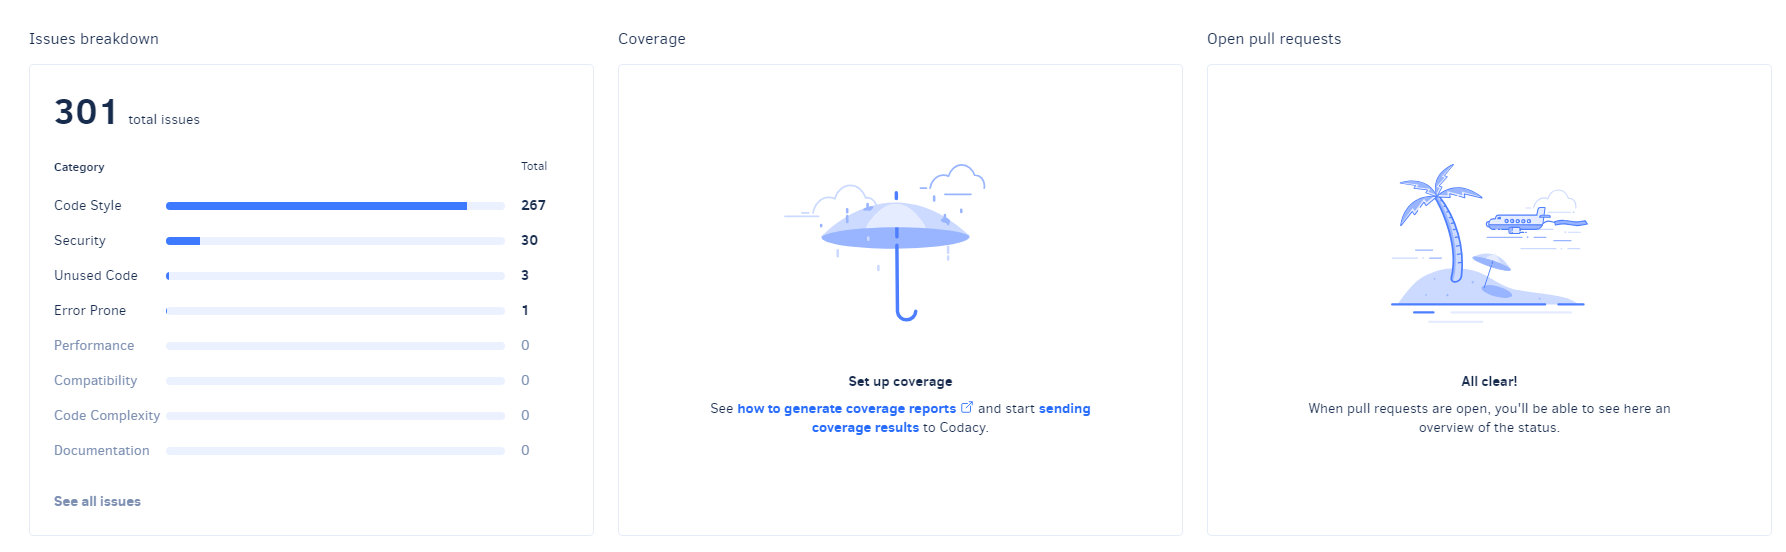 Issues breakdown
301 total issues
Category Total
Code Style 267
Security 30
Unused Code 3
Error Prone 1
Performance 0
Compatibility 0
Code Complexity 0
Documentation 0
See all issues
Coverage
Set up coverage
See how to generate coverage reports and start sending
coverage results to Codacy.
Open pull requests
All clear!
When pull requests are open, you'll be able to see here an
overview of the status.